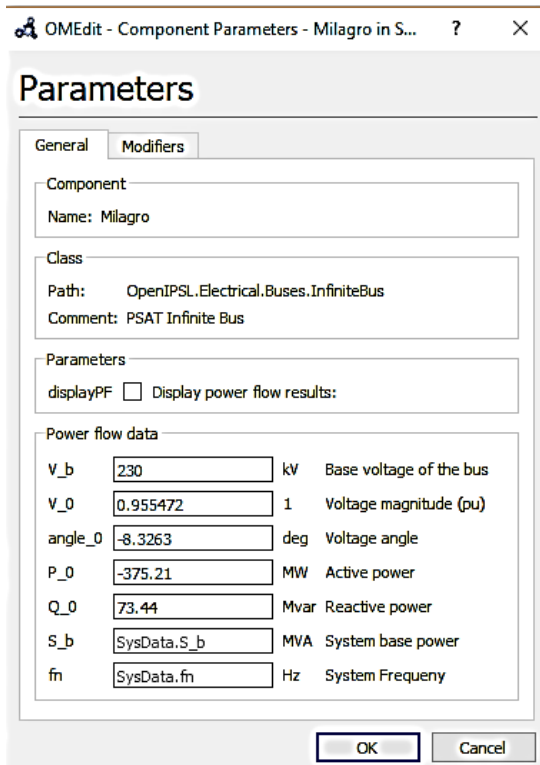 OMEdit - Component Parameters - Milagro in S... ?
Parameters
General Modifiers
Component
Name: Milagro
Class
Path: OpenIPSL.Electrical.Buses.InfiniteBus
Comment: PSAT Infinite Bus
Parameters
displayPF Display power flow results:
Power flow data
V_b 230 kV Base voltage of the bus
V_0 0.955472 1 Voltage magnitude (pu)
angle_0 -8.3263 deg Voltage angle
P_0 -375.21 MW Active power
Q_0 73.44 Mvar Reactive power
S_b SysData.S_b MVA System base power
fn SysData.fn Hz System Frequeny
OK Cancel